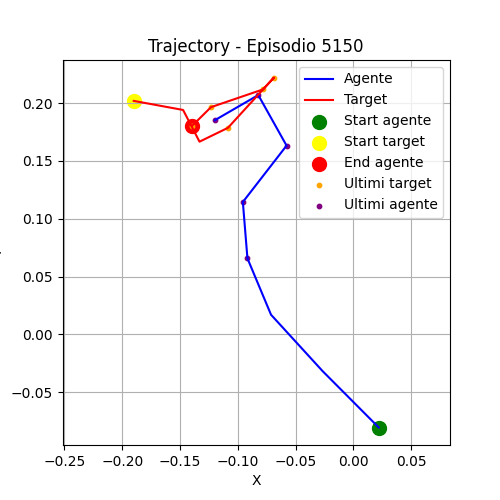 Trajectory - Episodio 5150
Agente
Target
Start agente
Start target
End agente
Ultimi target
Ultimi agente
0.20
0.15
0.10
0.05
0.00
−0.05
−0.25
−0.20
−0.15
−0.10
−0.05
0.00
0.05
X